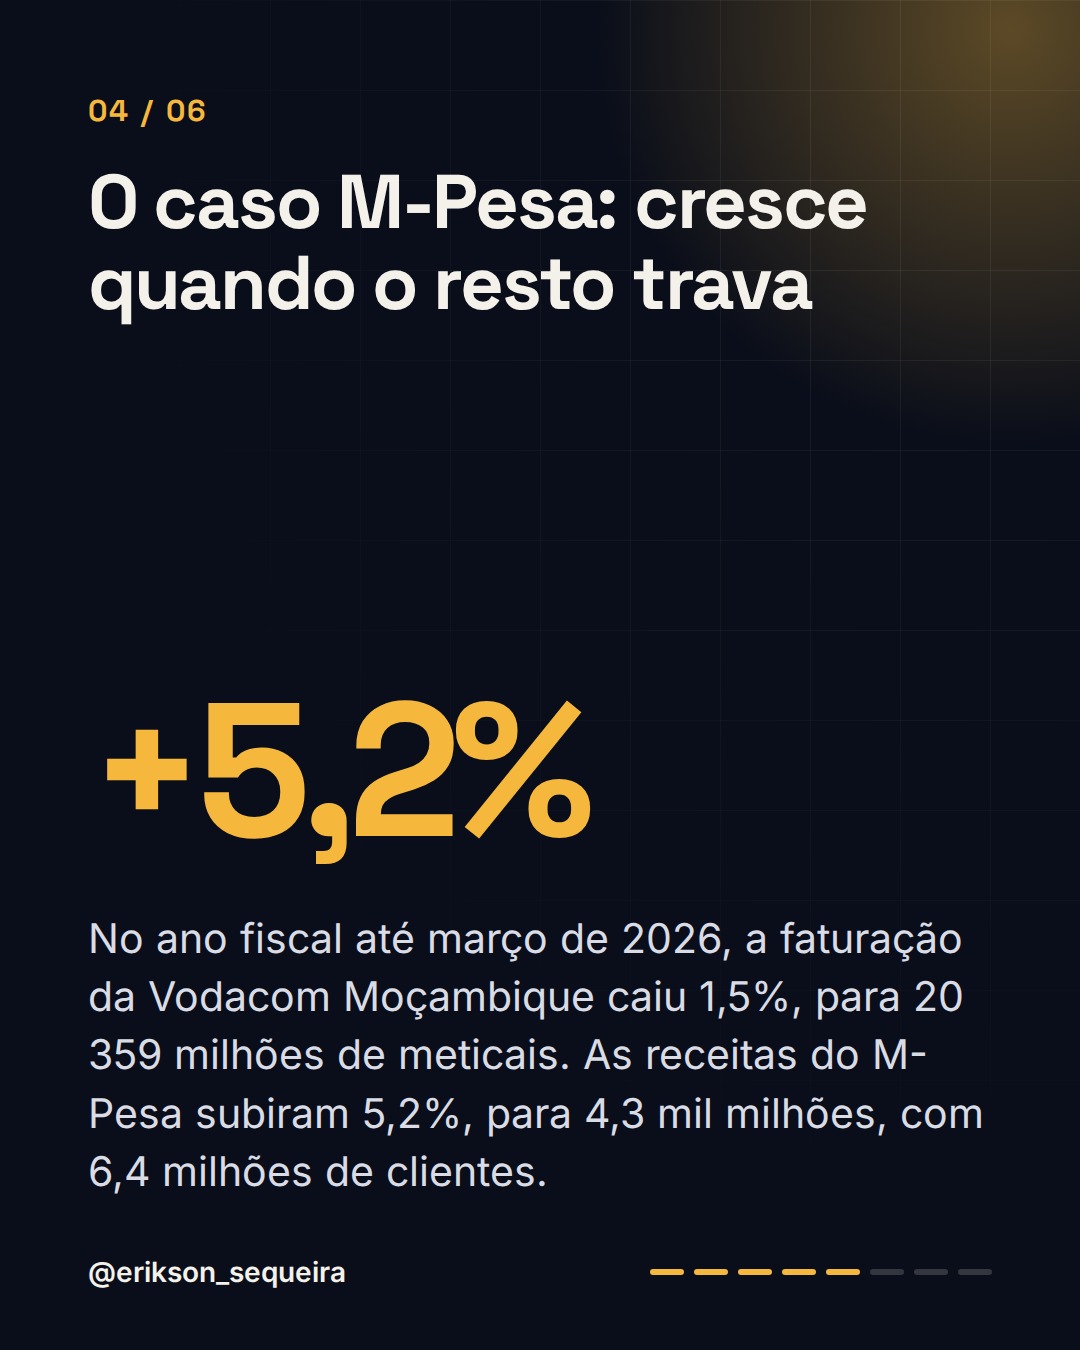 04 / 06
O caso M-Pesa: cresce
quando o resto trava
+5,2%
No ano fiscal até março de 2026, a faturação
da Vodacom Moçambique caiu 1,5%, para 20
359 milhões de meticais. As receitas do M-
Pesa subiram 5,2%, para 4,3 mil milhões, com
6,4 milhões de clientes.
@erikson_sequeira